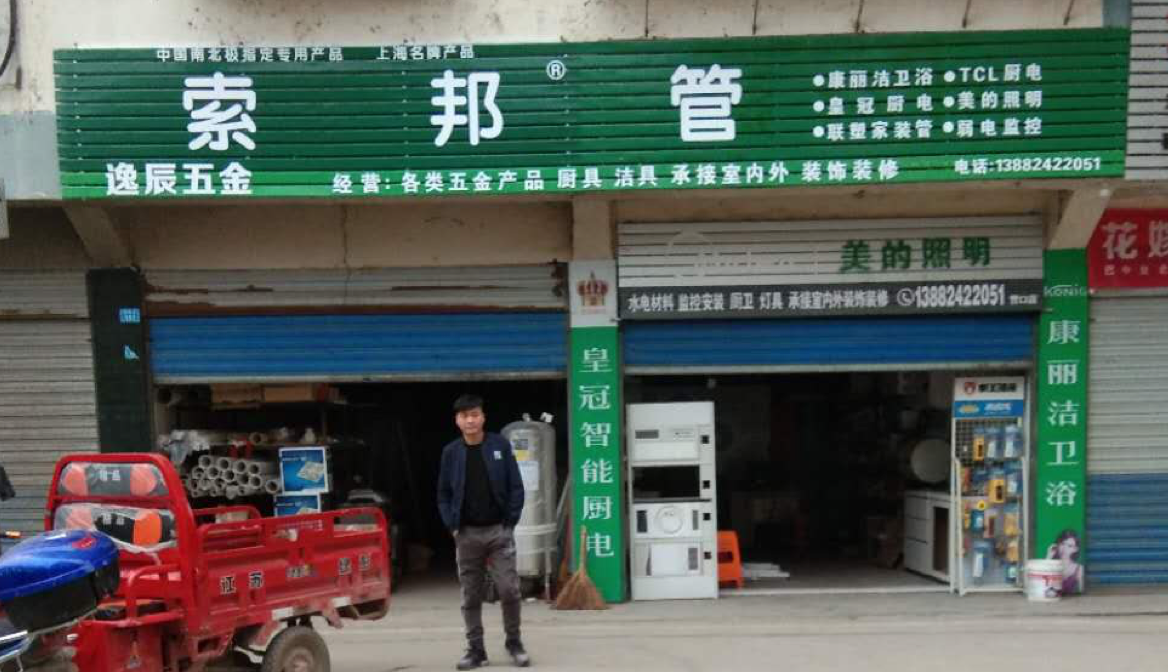 中国南北极指定专用产品 上海名牌产品
索邦管®
●康丽洁卫浴 ●TCL厨电
●皇冠厨电 ●美的照明
●联塑家装管 ●弱电监控
逸辰五金
经营：各类五金产品 厨具 洁具 承接室内外 装饰装修
电话:13882422051
美的照明
水电材料 监控安装 厨卫 灯具 承接室内外装饰装修 13882422051
皇冠智能厨电
KONIG
康丽洁卫浴
花
江苏